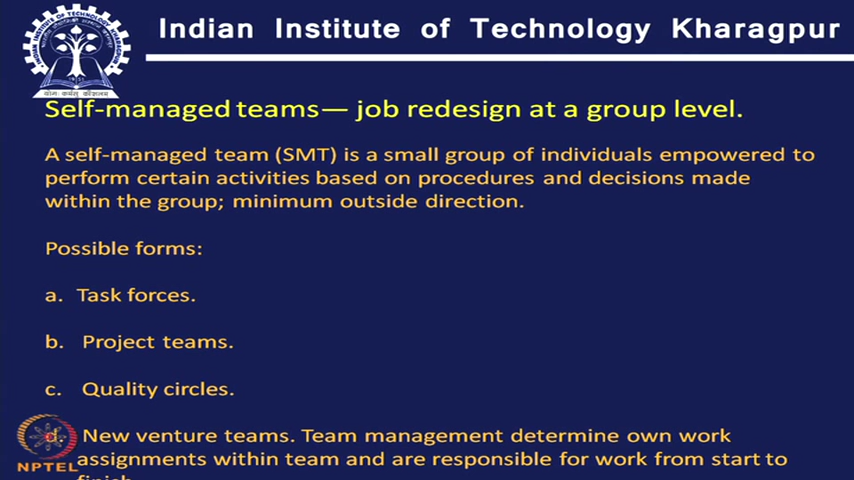 Indian Institute of Technology Kharagpur
Self-managed teams— job redesign at a group level.
A self-managed team (SMT) is a small group of individuals empowered to
perform certain activities based on procedures and decisions made
within the group; minimum outside direction.
Possible forms:
a. Task forces.
b. Project teams.
c. Quality circles.
d. New venture teams. Team management determine own work
assignments within team and are responsible for work from start to
finish.
NPTEL